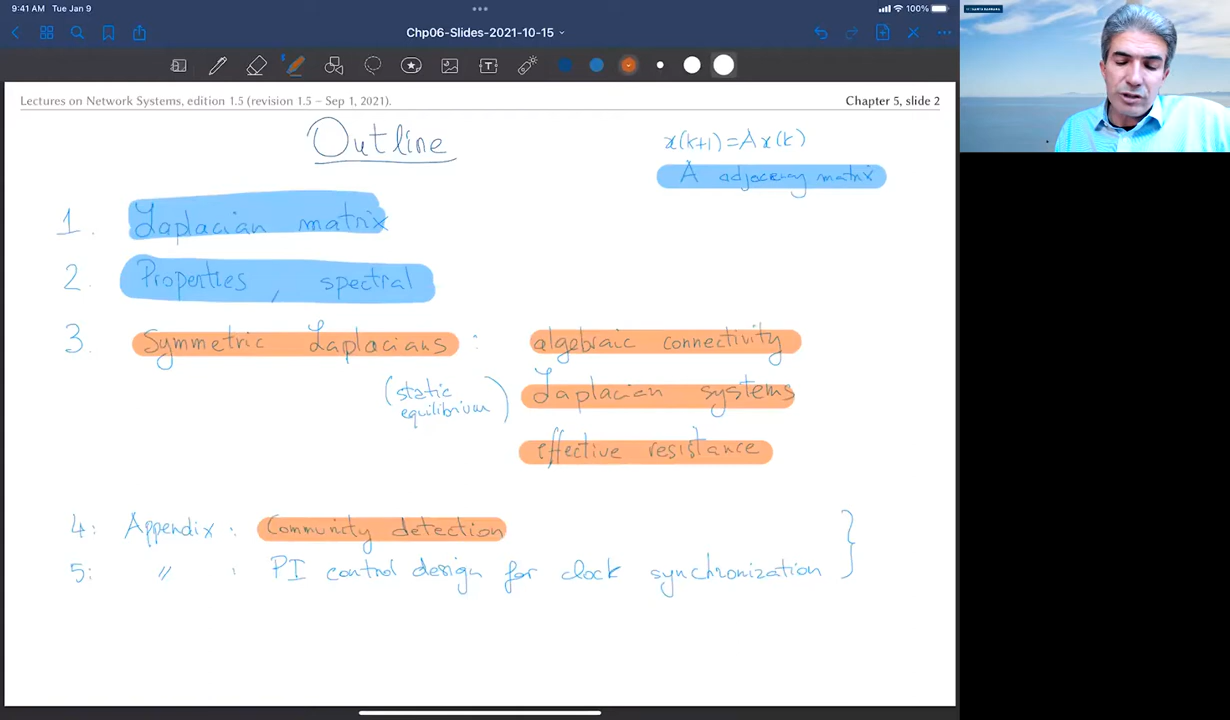 9:41 AM Tue Jan 9
100%
Chp06-Slides-2021-10-15
Lectures on Network Systems, edition 1.5 (revision 1.5 – Sep 1, 2021).
Chapter 5, slide 2
Outline
x(k+1)=Ax(k)
A adjacency matrix
1. Laplacian matrix
2. Properties, spectral
3. Symmetric Laplacians : algebraic connectivity
(static equilibrium) Laplacian systems
effective resistance
4: Appendix : Community detection
5: " : PI control design for clock synchronization }